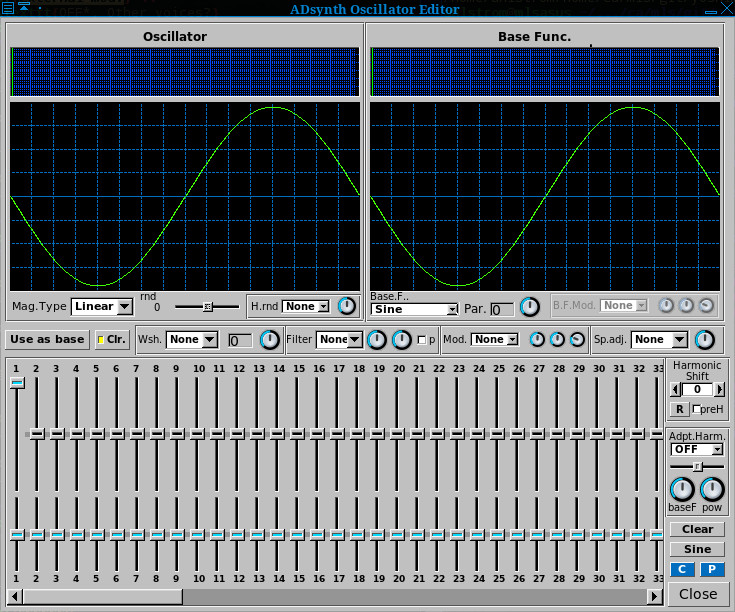 ADsynth Oscillator Editor
Oscillator
Base Func.
Mag.Type Linear rnd 0 H.rnd None
Base.F.. Sine Par. 0 B.F.Mod. None
Use as base Clr. Wsh. None 0 Filter None p Mod. None Sp.adj. None
1 2 3 4 5 6 7 8 9 10 11 12 13 14 15 16 17 18 19 20 21 22 23 24 25 26 27 28 29 30 31 32 33
Harmonic
Shift
0
R preH
Adpt.Harm.
OFF
r
baseF pow
Clear
Sine
C P
1 2 3 4 5 6 7 8 9 10 11 12 13 14 15 16 17 18 19 20 21 22 23 24 25 26 27 28 29 30 31 32 33
Close